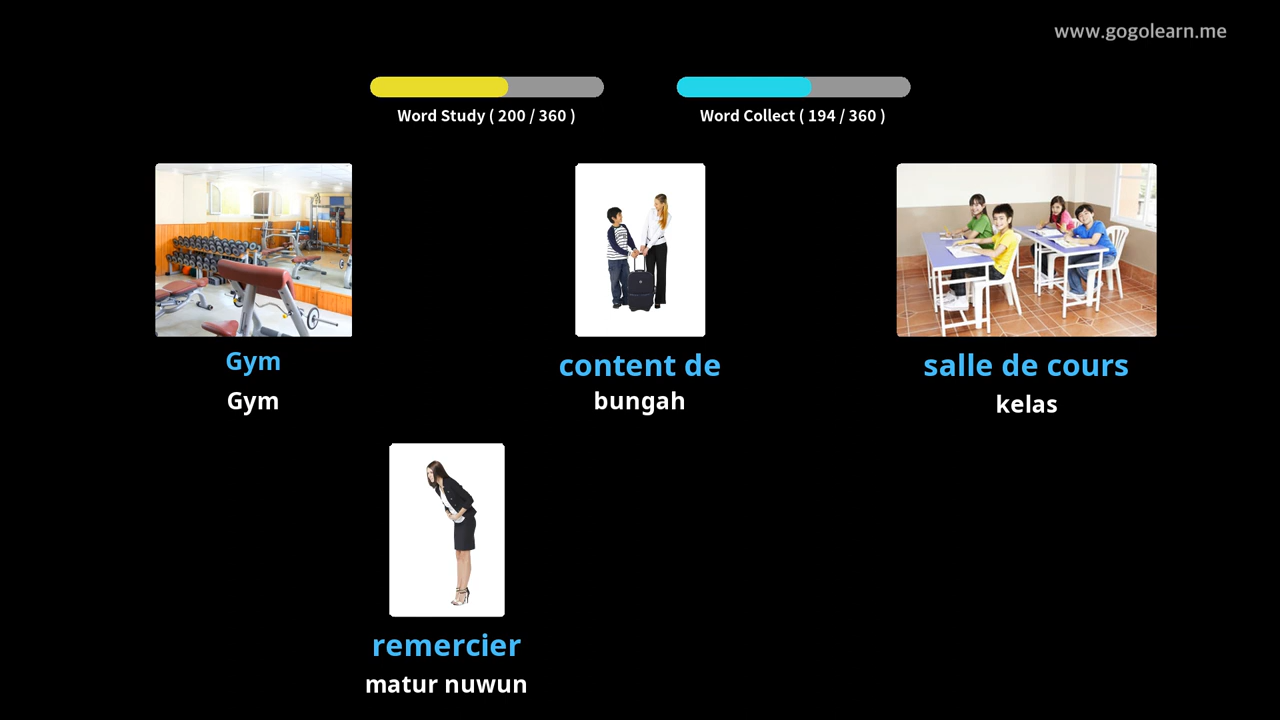 www.gogolearn.me
Word Study ( 200 / 360 )
Word Collect ( 194 / 360 )
Gym
Gym
content de
bungah
salle de cours
kelas
remercier
matur nuwun